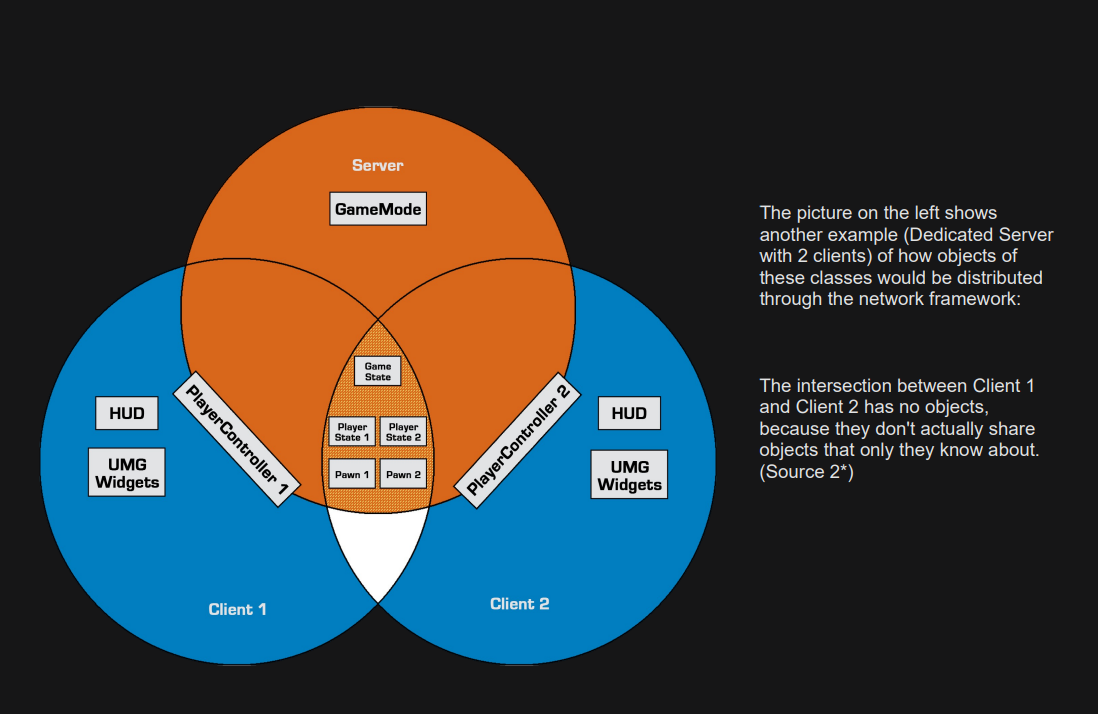 Server
GameMode
Game
State
Player
State 1
Player
State 2
Pawn 1
Pawn 2
HUD
UMG
Widgets
PlayerController 1
PlayerController 2
HUD
UMG
Widgets
Client 1
Client 2
The picture on the left shows
another example (Dedicated Server
with 2 clients) of how objects of
these classes would be distributed
through the network framework:
The intersection between Client 1
and Client 2 has no objects,
because they don't actually share
objects that only they know about.
(Source 2*)